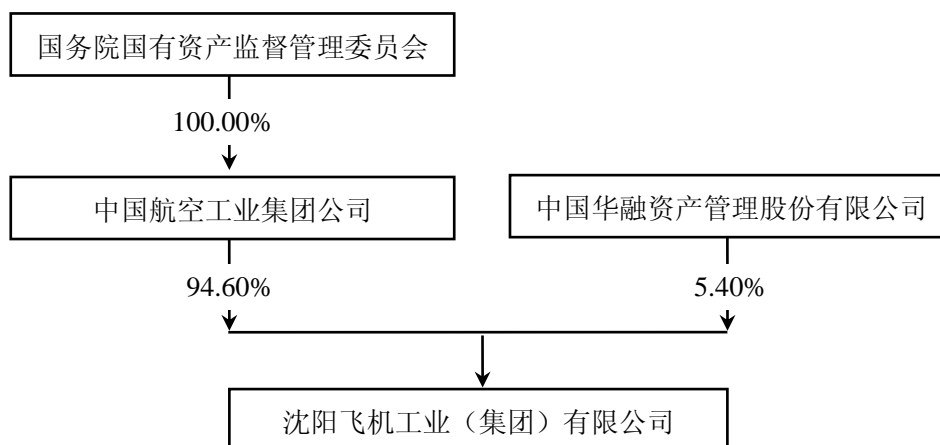 国务院国有资产监督管理委员会
100.00%
中国航空工业集团公司
中国华融资产管理股份有限公司
94.60%
5.40%
沈阳飞机工业（集团）有限公司